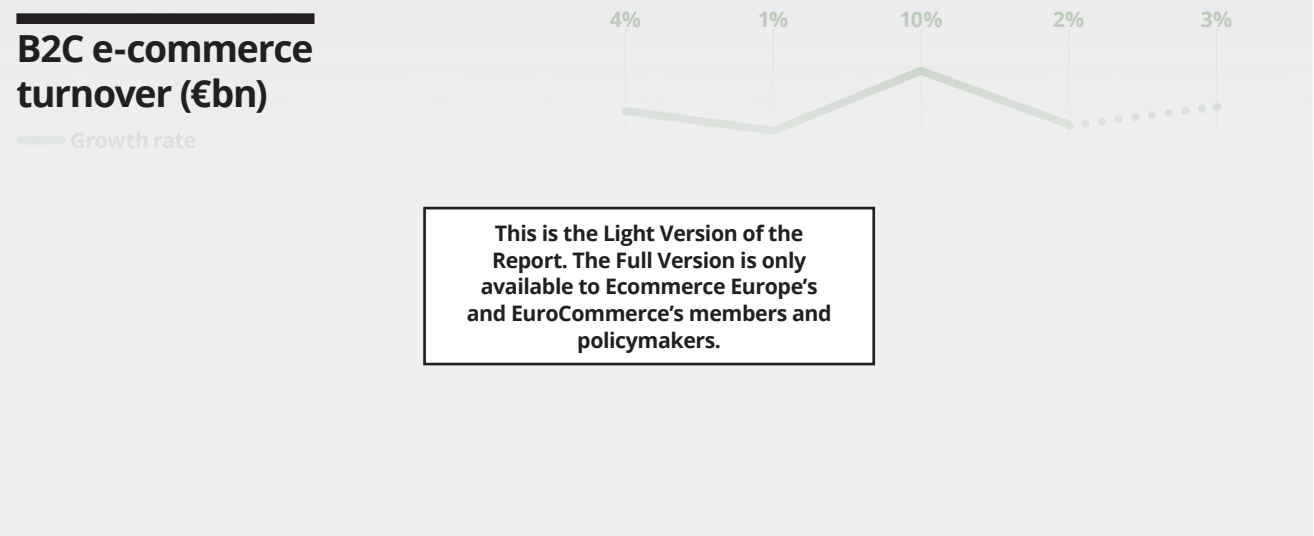 4% 1% 10% 2% 3%
B2C e-commerce
turnover (€bn)
Growth rate
This is the Light Version of the
Report. The Full Version is only
available to Ecommerce Europe’s
and EuroCommerce’s members and
policymakers.